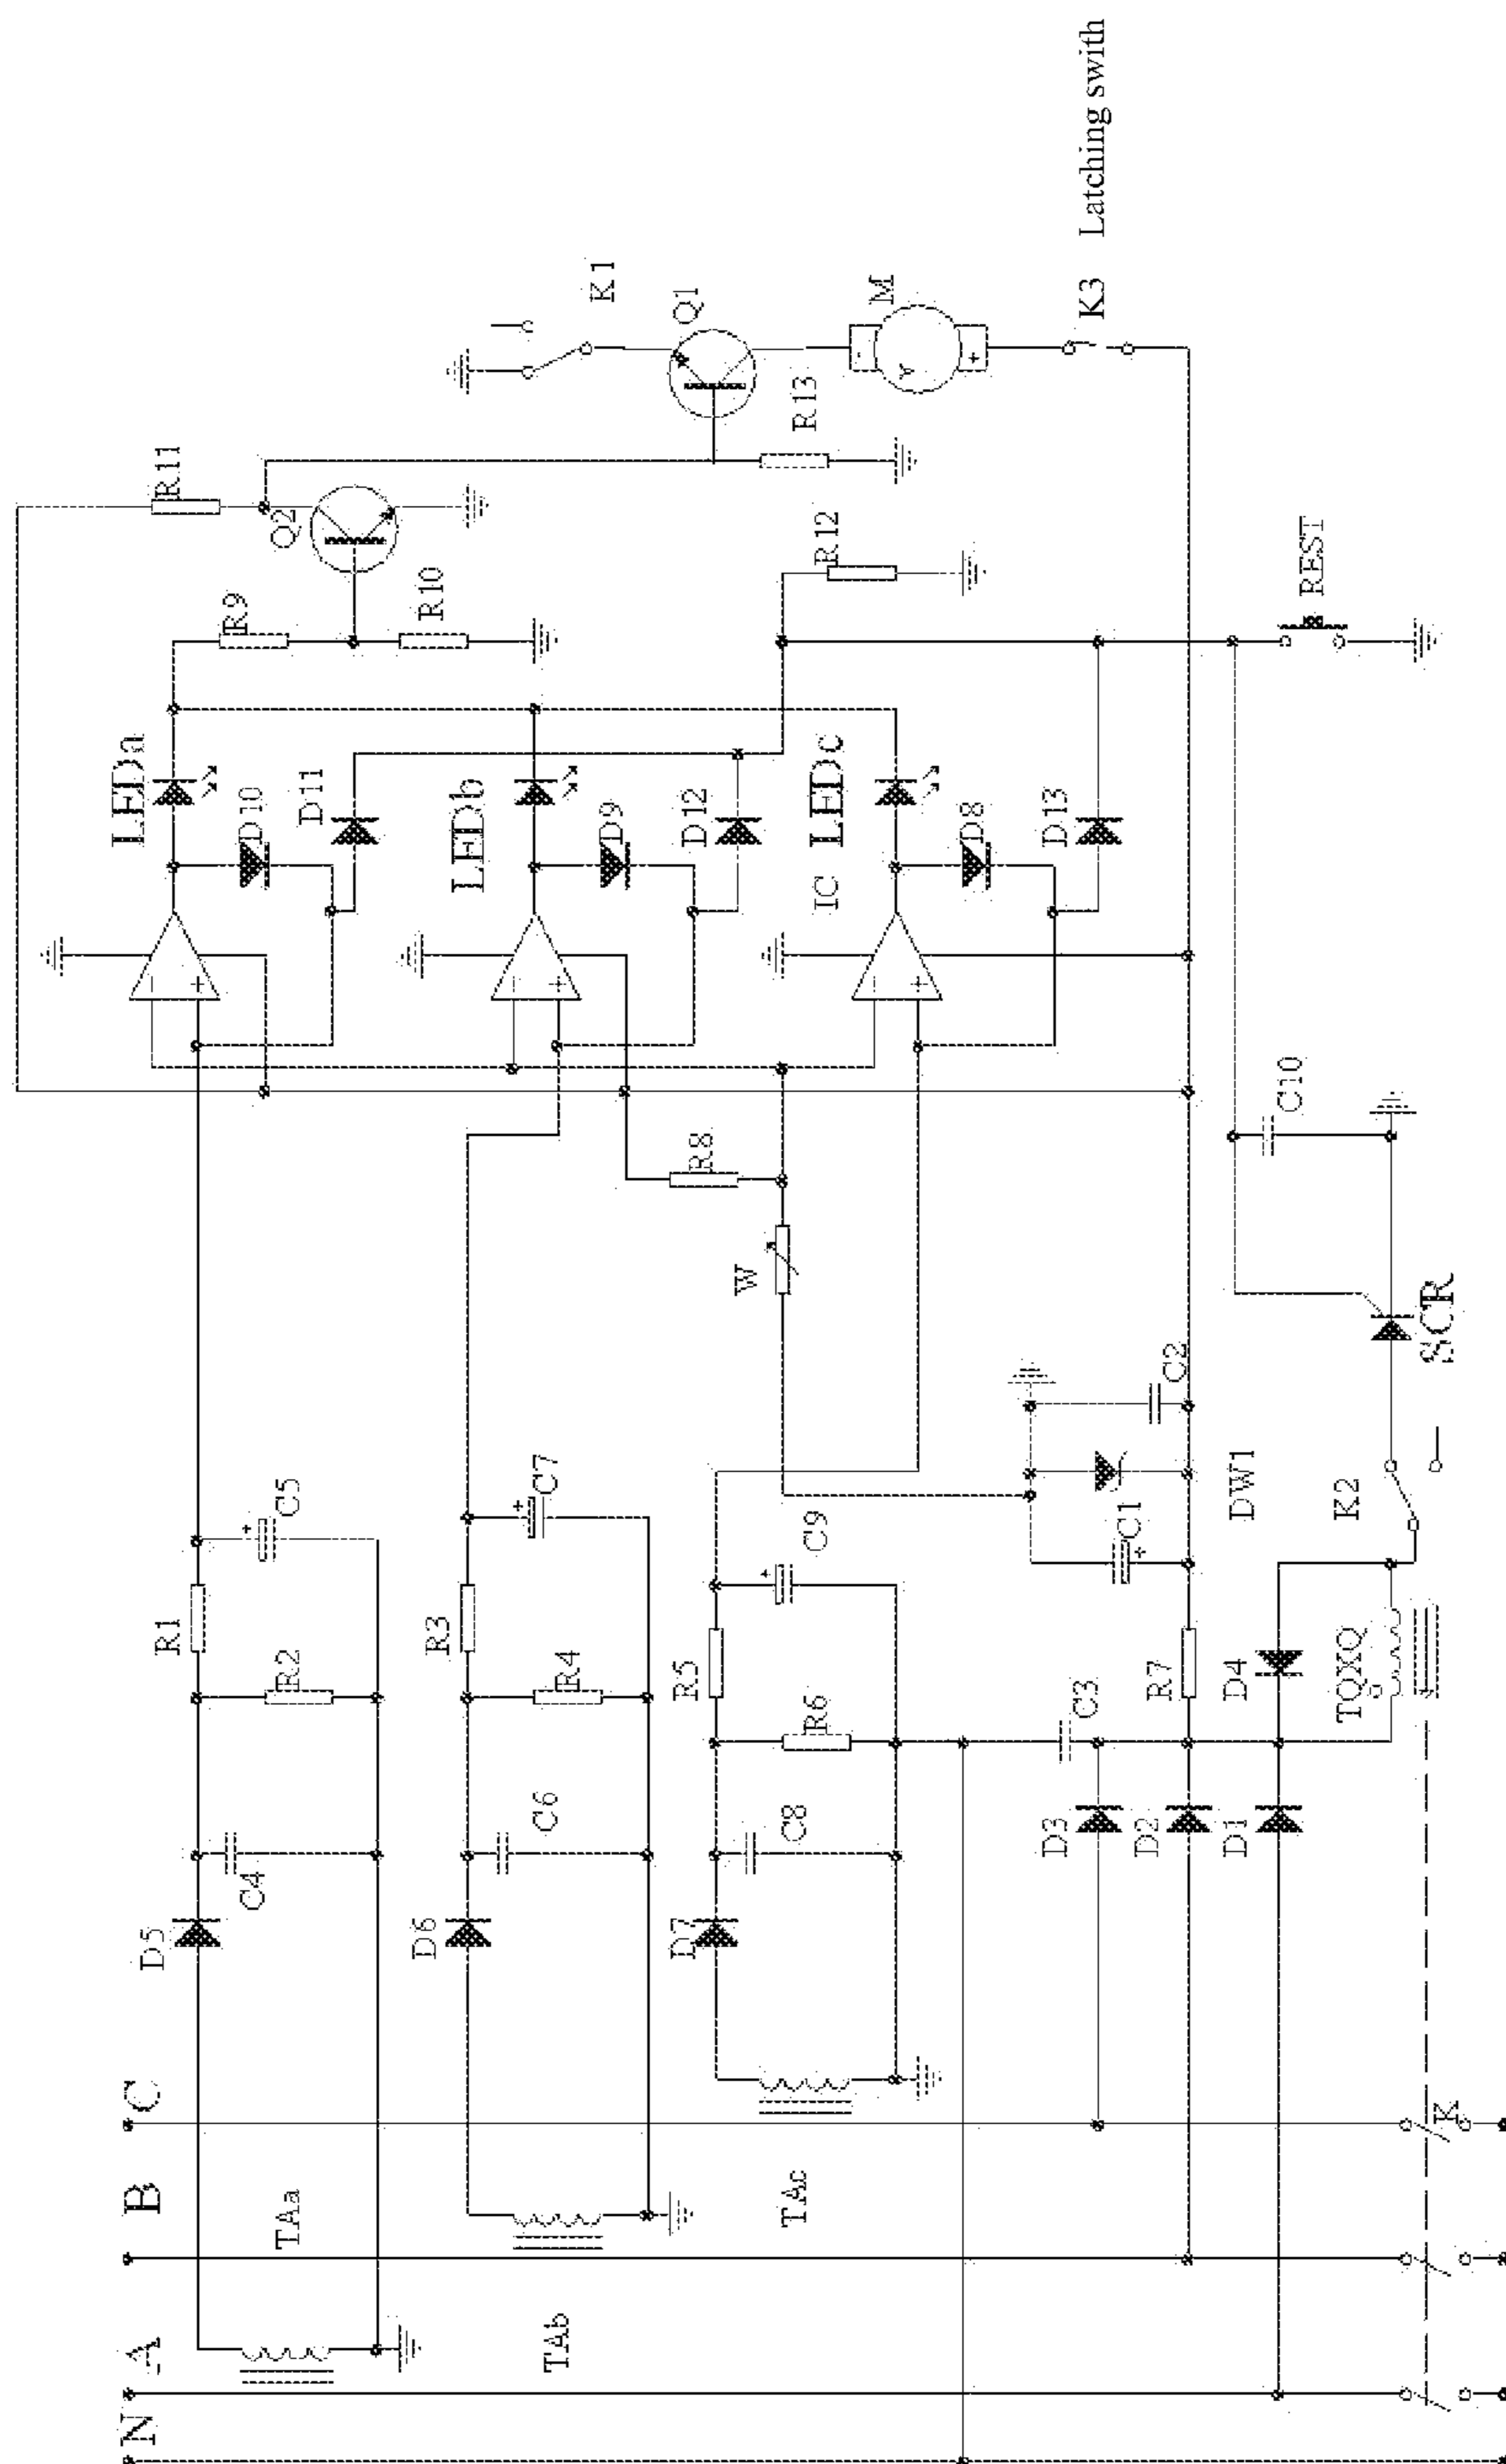 N
A
B
C
TAa
TAb
TAc
D5
C4
R1
R2
C5
D6
C6
R3
R4
C7
D7
C8
R5
R6
C9
C3
D3
D2
D1
R7
D4
TQXQ
C1
DW1
C2
K2
SCR
C10
W
R8
IC
LEDa
D10
D11
LEDb
D9
D12
LEDc
D8
D13
R9
R10
R11
Q2
R12
R13
REST
K1
Q1
M
K3
Latching swith
K